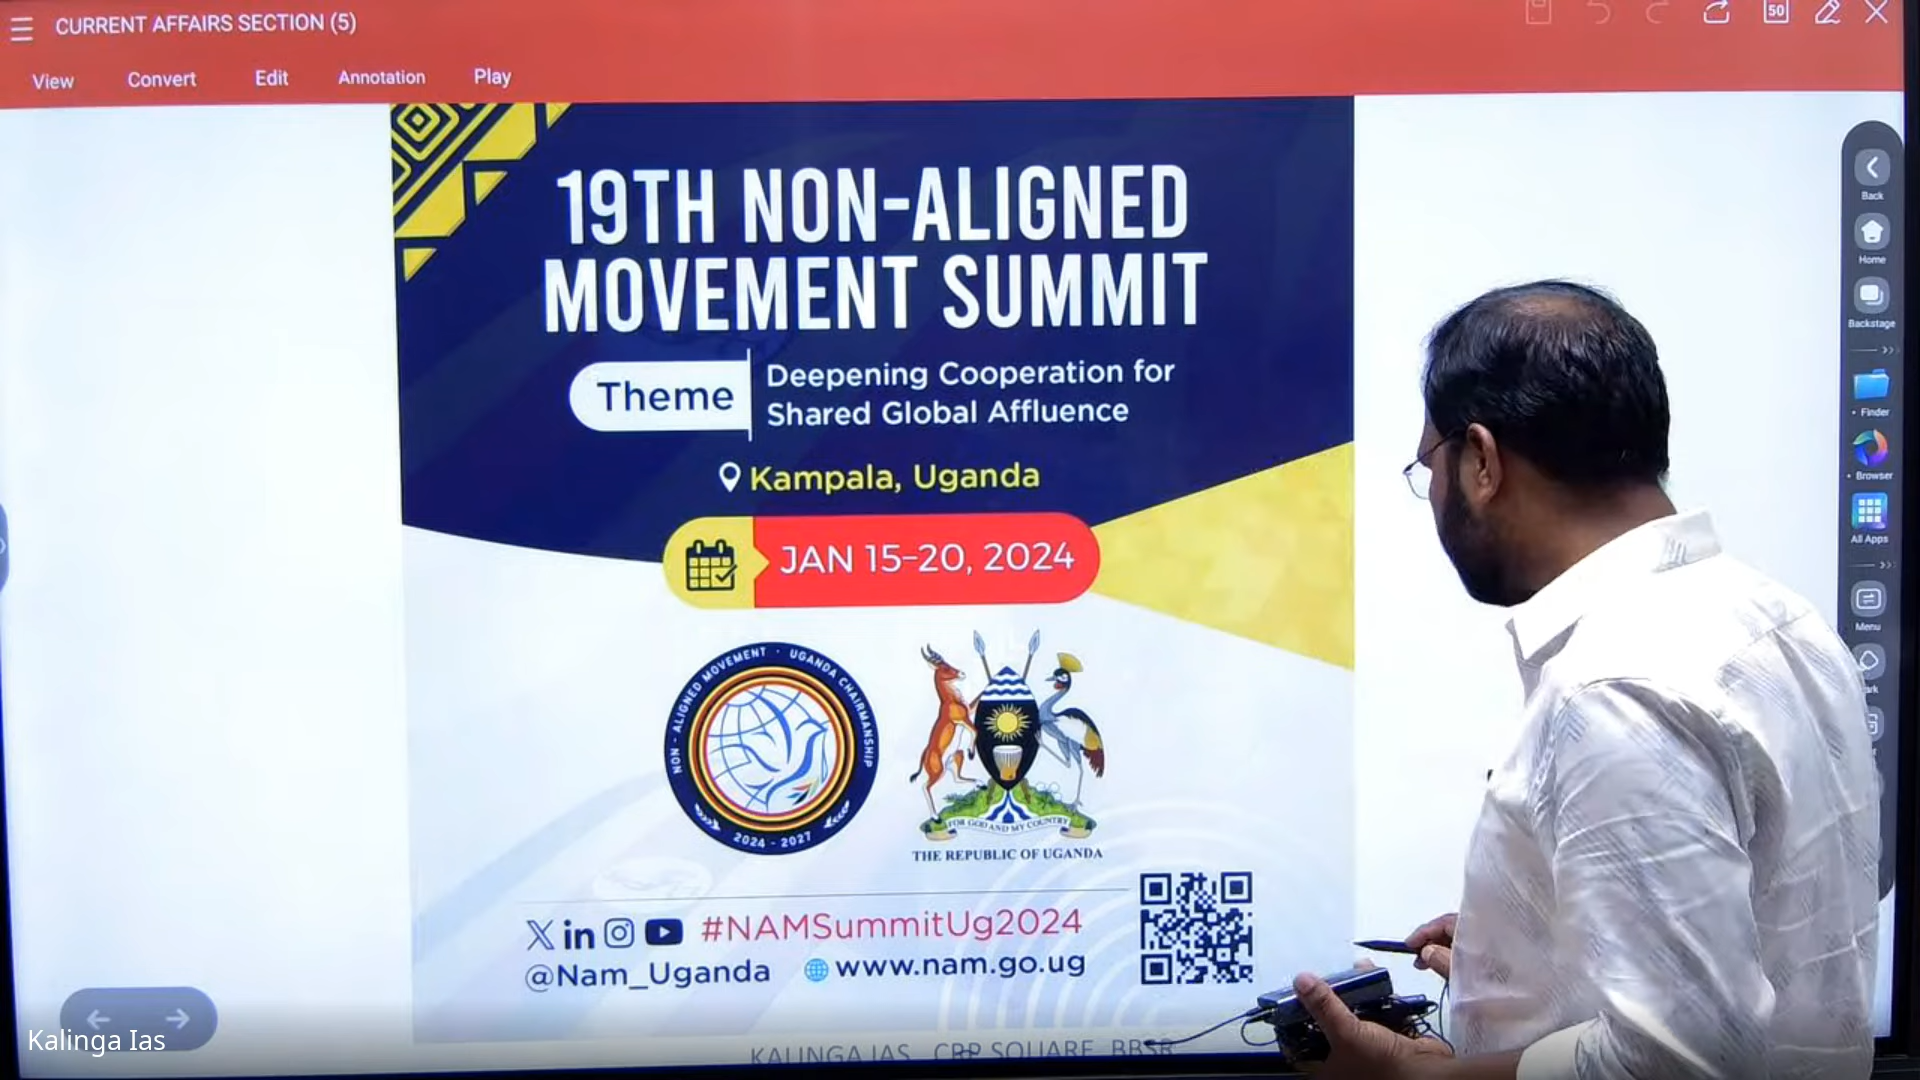 CURRENT AFFAIRS SECTION (5)
50
View Convert Edit Annotation Play
19TH NON-ALIGNED
MOVEMENT SUMMIT
Theme
Deepening Cooperation for
Shared Global Affluence
Kampala, Uganda
JAN 15-20, 2024
NON - ALIGNED MOVEMENT · UGANDA CHAIRMANSHIP
2024 - 2027
FOR GOD AND MY COUNTRY
THE REPUBLIC OF UGANDA
#NAMSummitUg2024
@Nam_Uganda www.nam.go.ug
KALINGA IAS, CRP SQUARE, BBSR
Back
Home
Backstage
Finder
Browser
All Apps
Menu
Kalinga Ias